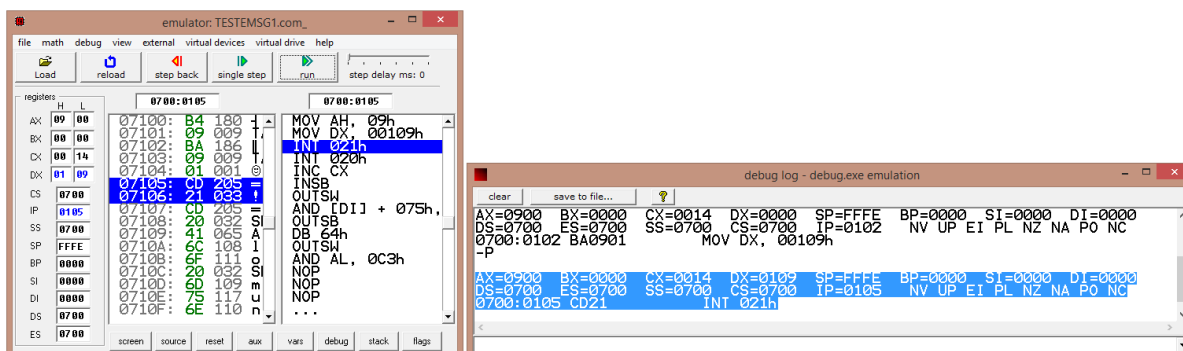 emulator: TESTEMSG1.com_
file math debug view external virtual devices virtual drive help
Load reload step back single step run step delay ms: 0
registers H L
0700:0105 0700:0105
AX 09 00
BX 00 00
CX 00 14
DX 01 09
CS 0700
IP 0105
SS 0700
SP FFFE
BP 0000
SI 0000
DI 0000
DS 0700
ES 0700
07100: B4 180 ┤
07101: 09 009
07102: BA 186 ║
07103: 09 009
07104: 01 001 ☺
07105: CD 205 =
07106: 21 033 !
07107: CD 205 =
07108: 20 032
07109: 41 065 A
0710A: 6C 108 l
0710B: 6F 111 o
0710C: 20 032
0710D: 6D 109 m
0710E: 75 117 u
0710F: 6E 110 n
MOV AH, 09h
MOV DX, 00109h
INT 021h
INT 020h
INC CX
INSB
OUTSW
AND [DI] + 075h,
OUTSB
DB 64h
OUTSW
AND AL, 0C3h
NOP
NOP
NOP
...
screen source reset aux vars debug stack flags
debug log - debug.exe emulation
clear save to file... ?
AX=0900 BX=0000 CX=0014 DX=0000 SP=FFFE BP=0000 SI=0000 DI=0000
DS=0700 ES=0700 SS=0700 CS=0700 IP=0102 NV UP EI PL NZ NA PO NC
0700:0102 BA0901 MOV DX, 00109h
-P
AX=0900 BX=0000 CX=0014 DX=0109 SP=FFFE BP=0000 SI=0000 DI=0000
DS=0700 ES=0700 SS=0700 CS=0700 IP=0105 NV UP EI PL NZ NA PO NC
0700:0105 CD21 INT 021h